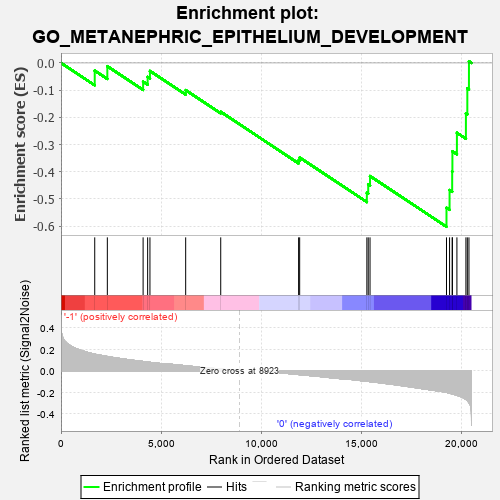 Enrichment plot:
GO_METANEPHRIC_EPITHELIUM_DEVELOPMENT
Enrichment score (ES)
0.0
-0.1
-0.2
-0.3
-0.4
-0.5
-0.6
'-1' (positively correlated)
Ranked list metric (Signal2Noise)
0.4
0.2
0.0
-0.2
-0.4
Zero cross at 8923
'0' (negatively correlated)
0 5,000 10,000 15,000 20,000
Rank in Ordered Dataset
Enrichment profile Hits Ranking metric scores